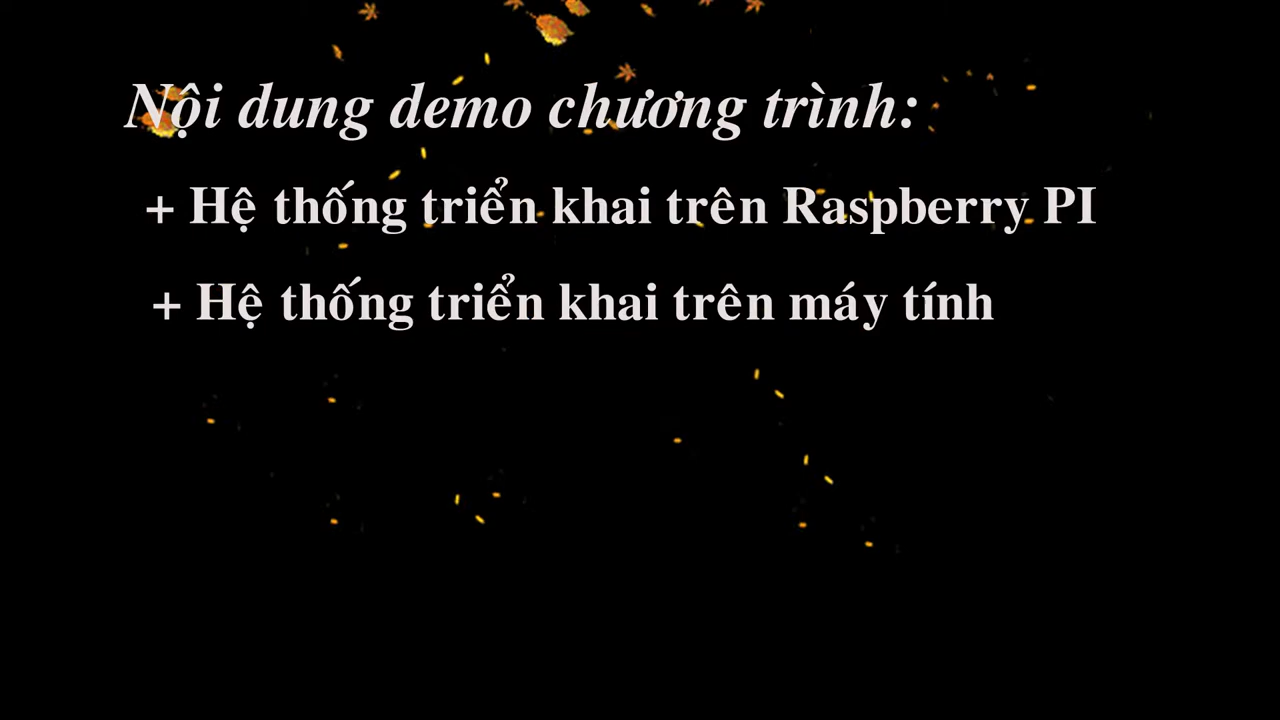 Nội dung demo chương trình:
+ Hệ thống triển khai trên Raspberry PI
+ Hệ thống triển khai trên máy tính